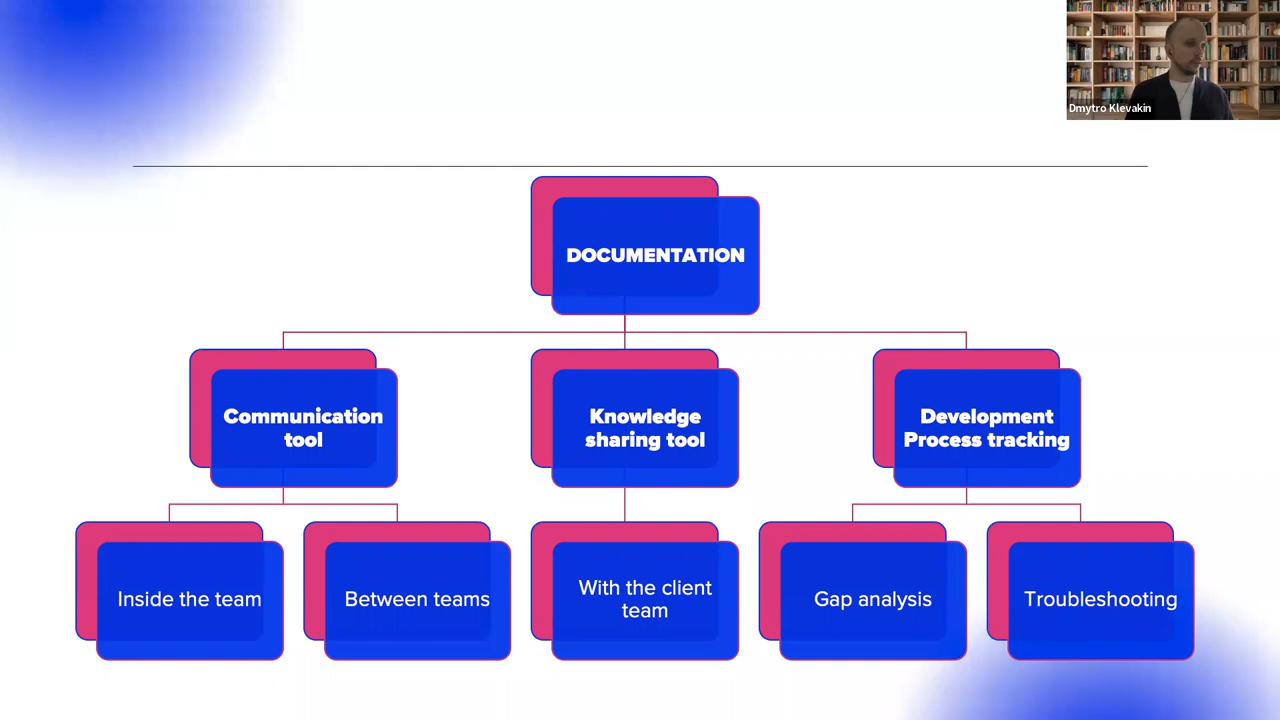 Dmytro Klevakin
DOCUMENTATION
Communication
tool
Knowledge
sharing tool
Development
Process tracking
Inside the team
Between teams
With the client
team
Gap analysis
Troubleshooting